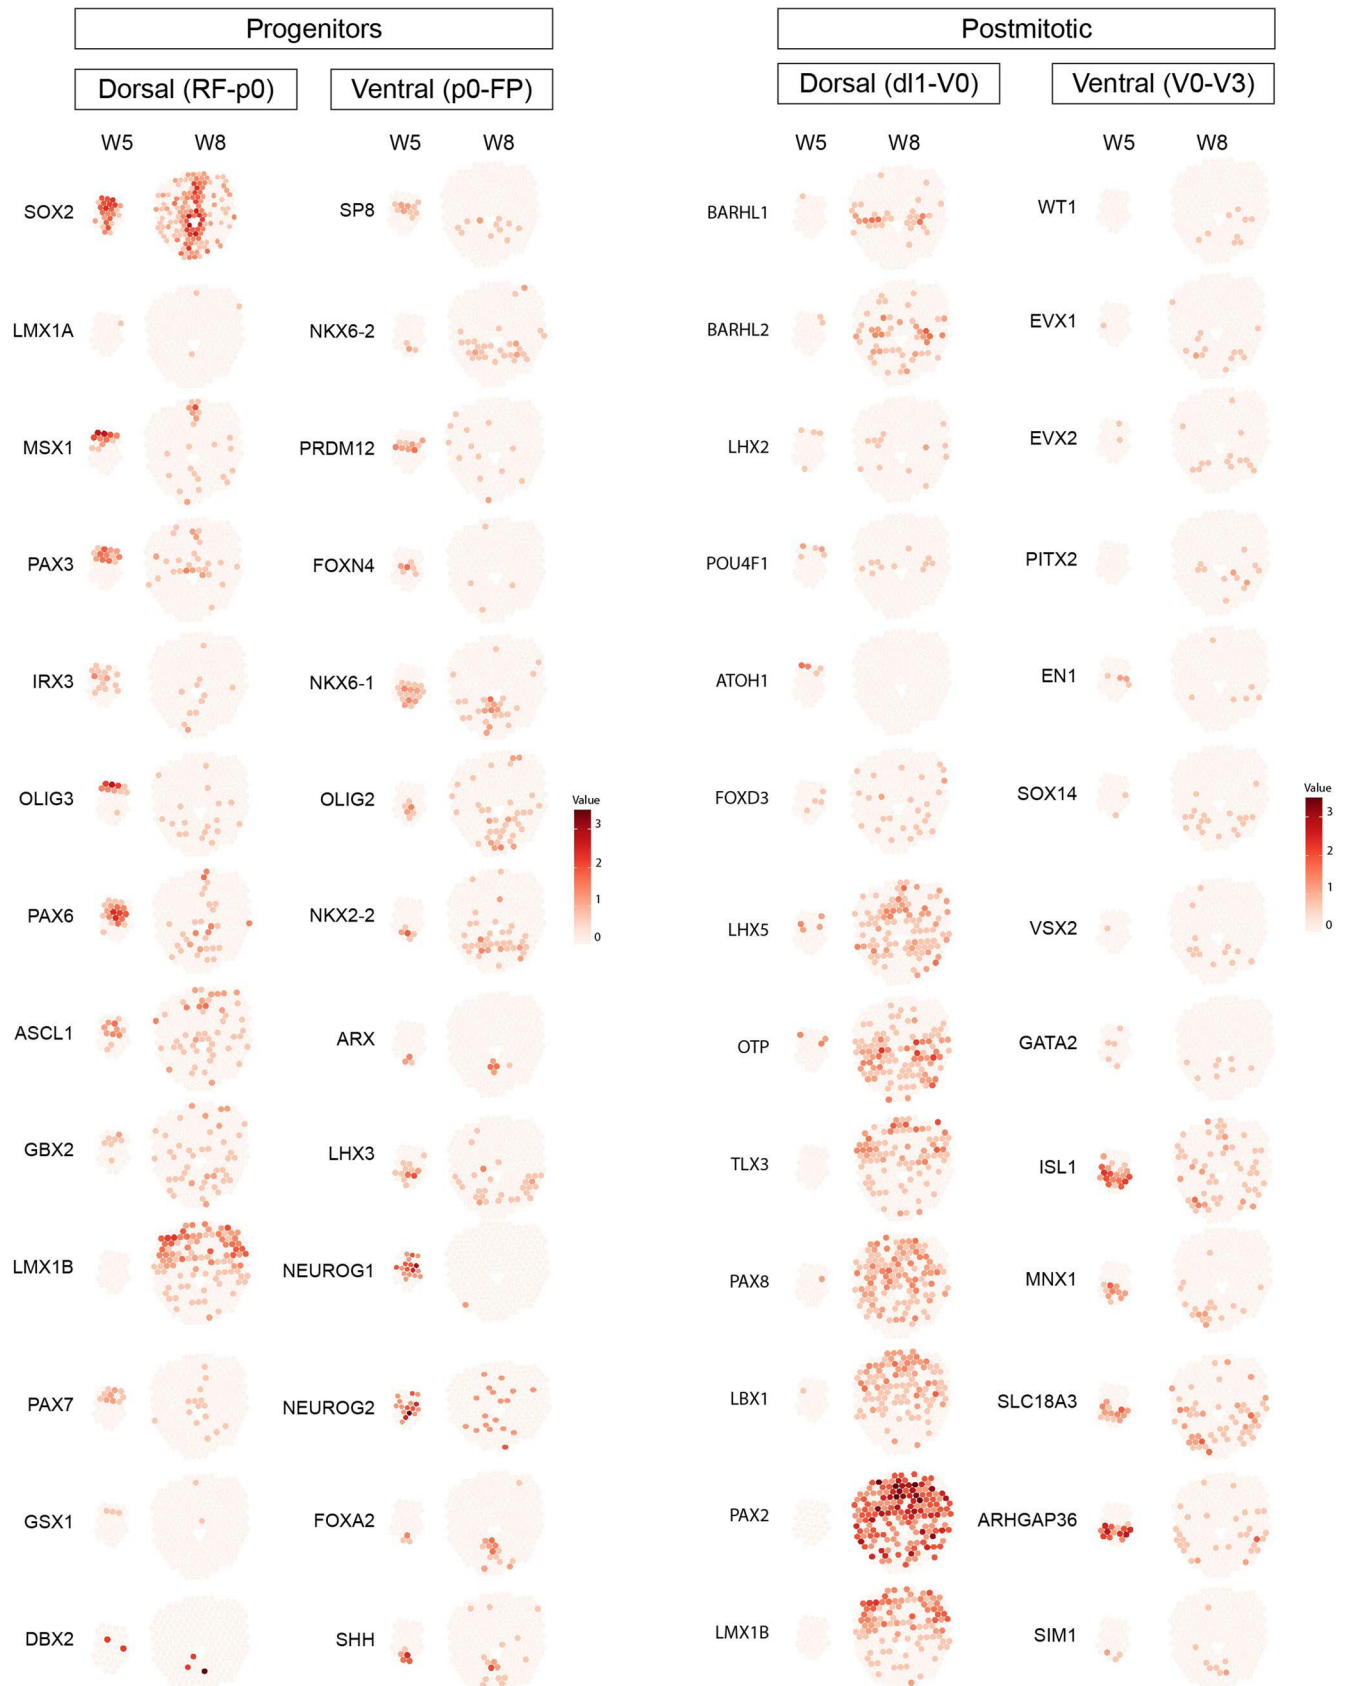 Progenitors
Postmitotic
Dorsal (RF-p0)
Ventral (p0-FP)
Dorsal (dl1-V0)
Ventral (V0-V3)
W5 W8 W5 W8 W5 W8 W5 W8
SOX2 SP8 BARHL1 WT1
LMX1A NKX6-2 BARHL2 EVX1
MSX1 PRDM12 LHX2 EVX2
PAX3 FOXN4 POU4F1 PITX2
IRX3 NKX6-1 ATOH1 EN1
OLIG3 OLIG2 FOXD3 SOX14
Value
3
2
1
0
Value
3
2
1
0
PAX6 NKX2-2 LHX5 VSX2
ASCL1 ARX OTP GATA2
GBX2 LHX3 TLX3 ISL1
LMX1B NEUROG1 PAX8 MNX1
PAX7 NEUROG2 LBX1 SLC18A3
GSX1 FOXA2 PAX2 ARHGAP36
DBX2 SHH LMX1B SIM1